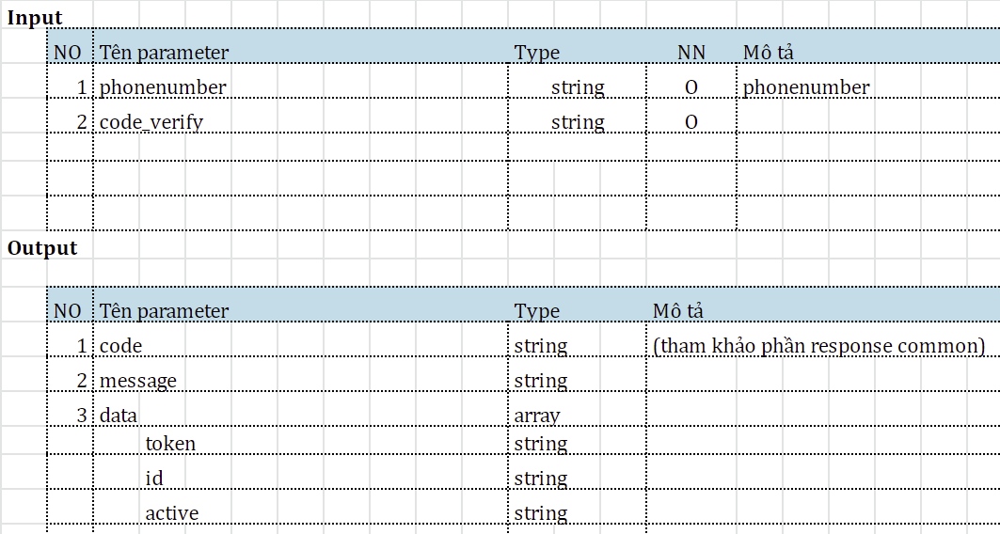 Input
NO Tên parameter Type NN Mô tả
1 phonenumber string O phonenumber
2 code_verify string O
Output
NO Tên parameter Type Mô tả
1 code string (tham khảo phần response common)
2 message string
3 data array
token string
id string
active string